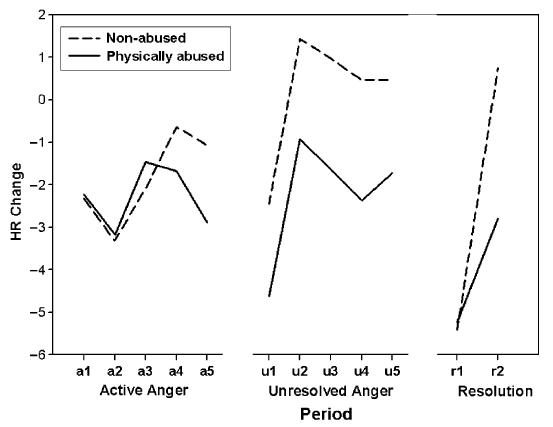 2
1
0
−1
−2
−3
−4
−5
−6
HR Change
Non-abused
Physically abused
a1 a2 a3 a4 a5
Active Anger
u1 u2 u3 u4 u5
Unresolved Anger
r1 r2
Resolution
Period